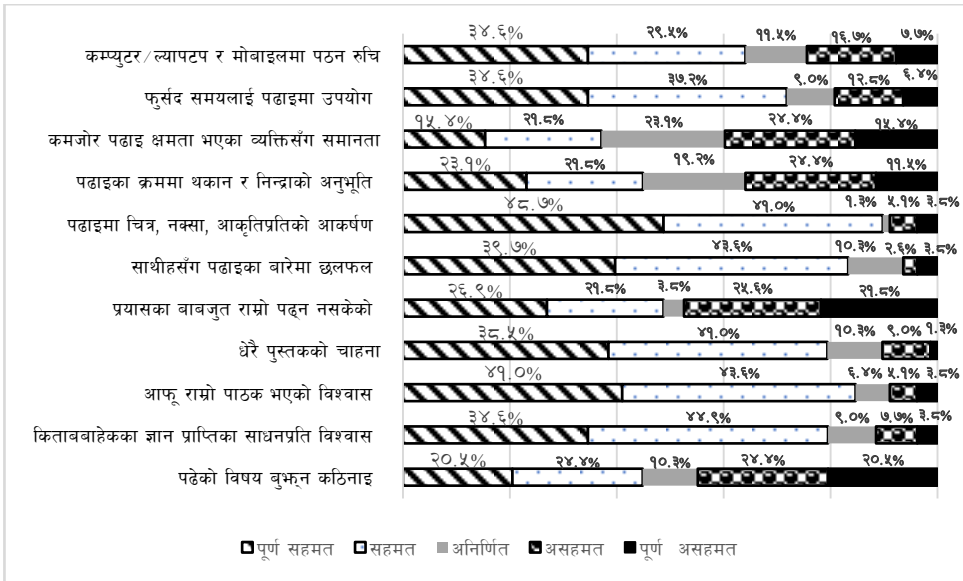 ३४.६% २९.५% ११.५% १६.७% ७.७%
कम्प्युटर/ल्यापटप र मोबाइलमा पठन रुचि
३४.६% ३७.२% ९.०% १२.८% ६.४%
फुर्सद समयलाई पढाइमा उपयोग
१५.४% २१.८% २३.१% २४.४% १५.४%
कमजोर पढाइ क्षमता भएका व्यक्तिसँग समानता
२३.१% २१.८% १९.२% २४.४% ११.५%
पढाइका क्रममा थकान र निन्द्राको अनुभूति
४८.७% ४१.०% १.३% ५.१% ३.८%
पढाइमा चित्र, नक्सा, आकृतिप्रतिको आकर्षण
३९.७% ४३.६% १०.३% २.६% ३.८%
साथीहसँग पढाइका बारेमा छलफल
२६.९% २१.८% ३.८% २५.६% २१.८%
प्रयासका बाबजुत राम्रो पढ्न नसकेको
३८.५% ४१.०% १०.३% ९.०% १.३%
धेरै पुस्तकको चाहना
४१.०% ४३.६% ६.४% ५.१% ३.८%
आफू राम्रो पाठक भएको विश्वास
३४.६% ४४.९% ९.०% ७.७% ३.८%
किताबबाहेकका ज्ञान प्राप्तिका साधनप्रति विश्वास
२०.५% २४.४% १०.३% २४.४% २०.५%
पढेको विषय बुझ्न कठिनाइ
पूर्ण सहमत सहमत अनिर्णित असहमत पूर्ण असहमत